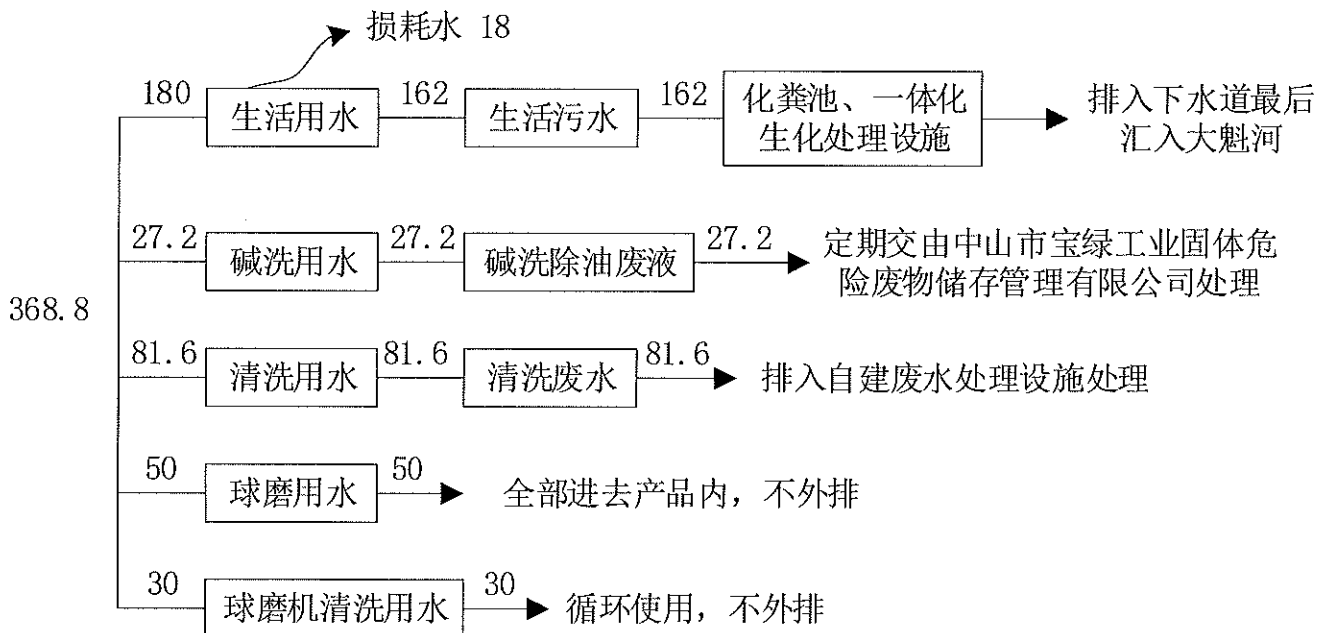 损耗水 18
180
生活用水
162
生活污水
162
化粪池、一体化
生化处理设施
排入下水道最后
汇入大魁河
27.2
碱洗用水
27.2
碱洗除油废液
27.2
定期交由中山市宝绿工业固体危
险废物储存管理有限公司处理
368.8
81.6
清洗用水
81.6
清洗废水
81.6
排入自建废水处理设施处理
50
球磨用水
50
全部进去产品内，不外排
30
球磨机清洗用水
30
循环使用，不外排